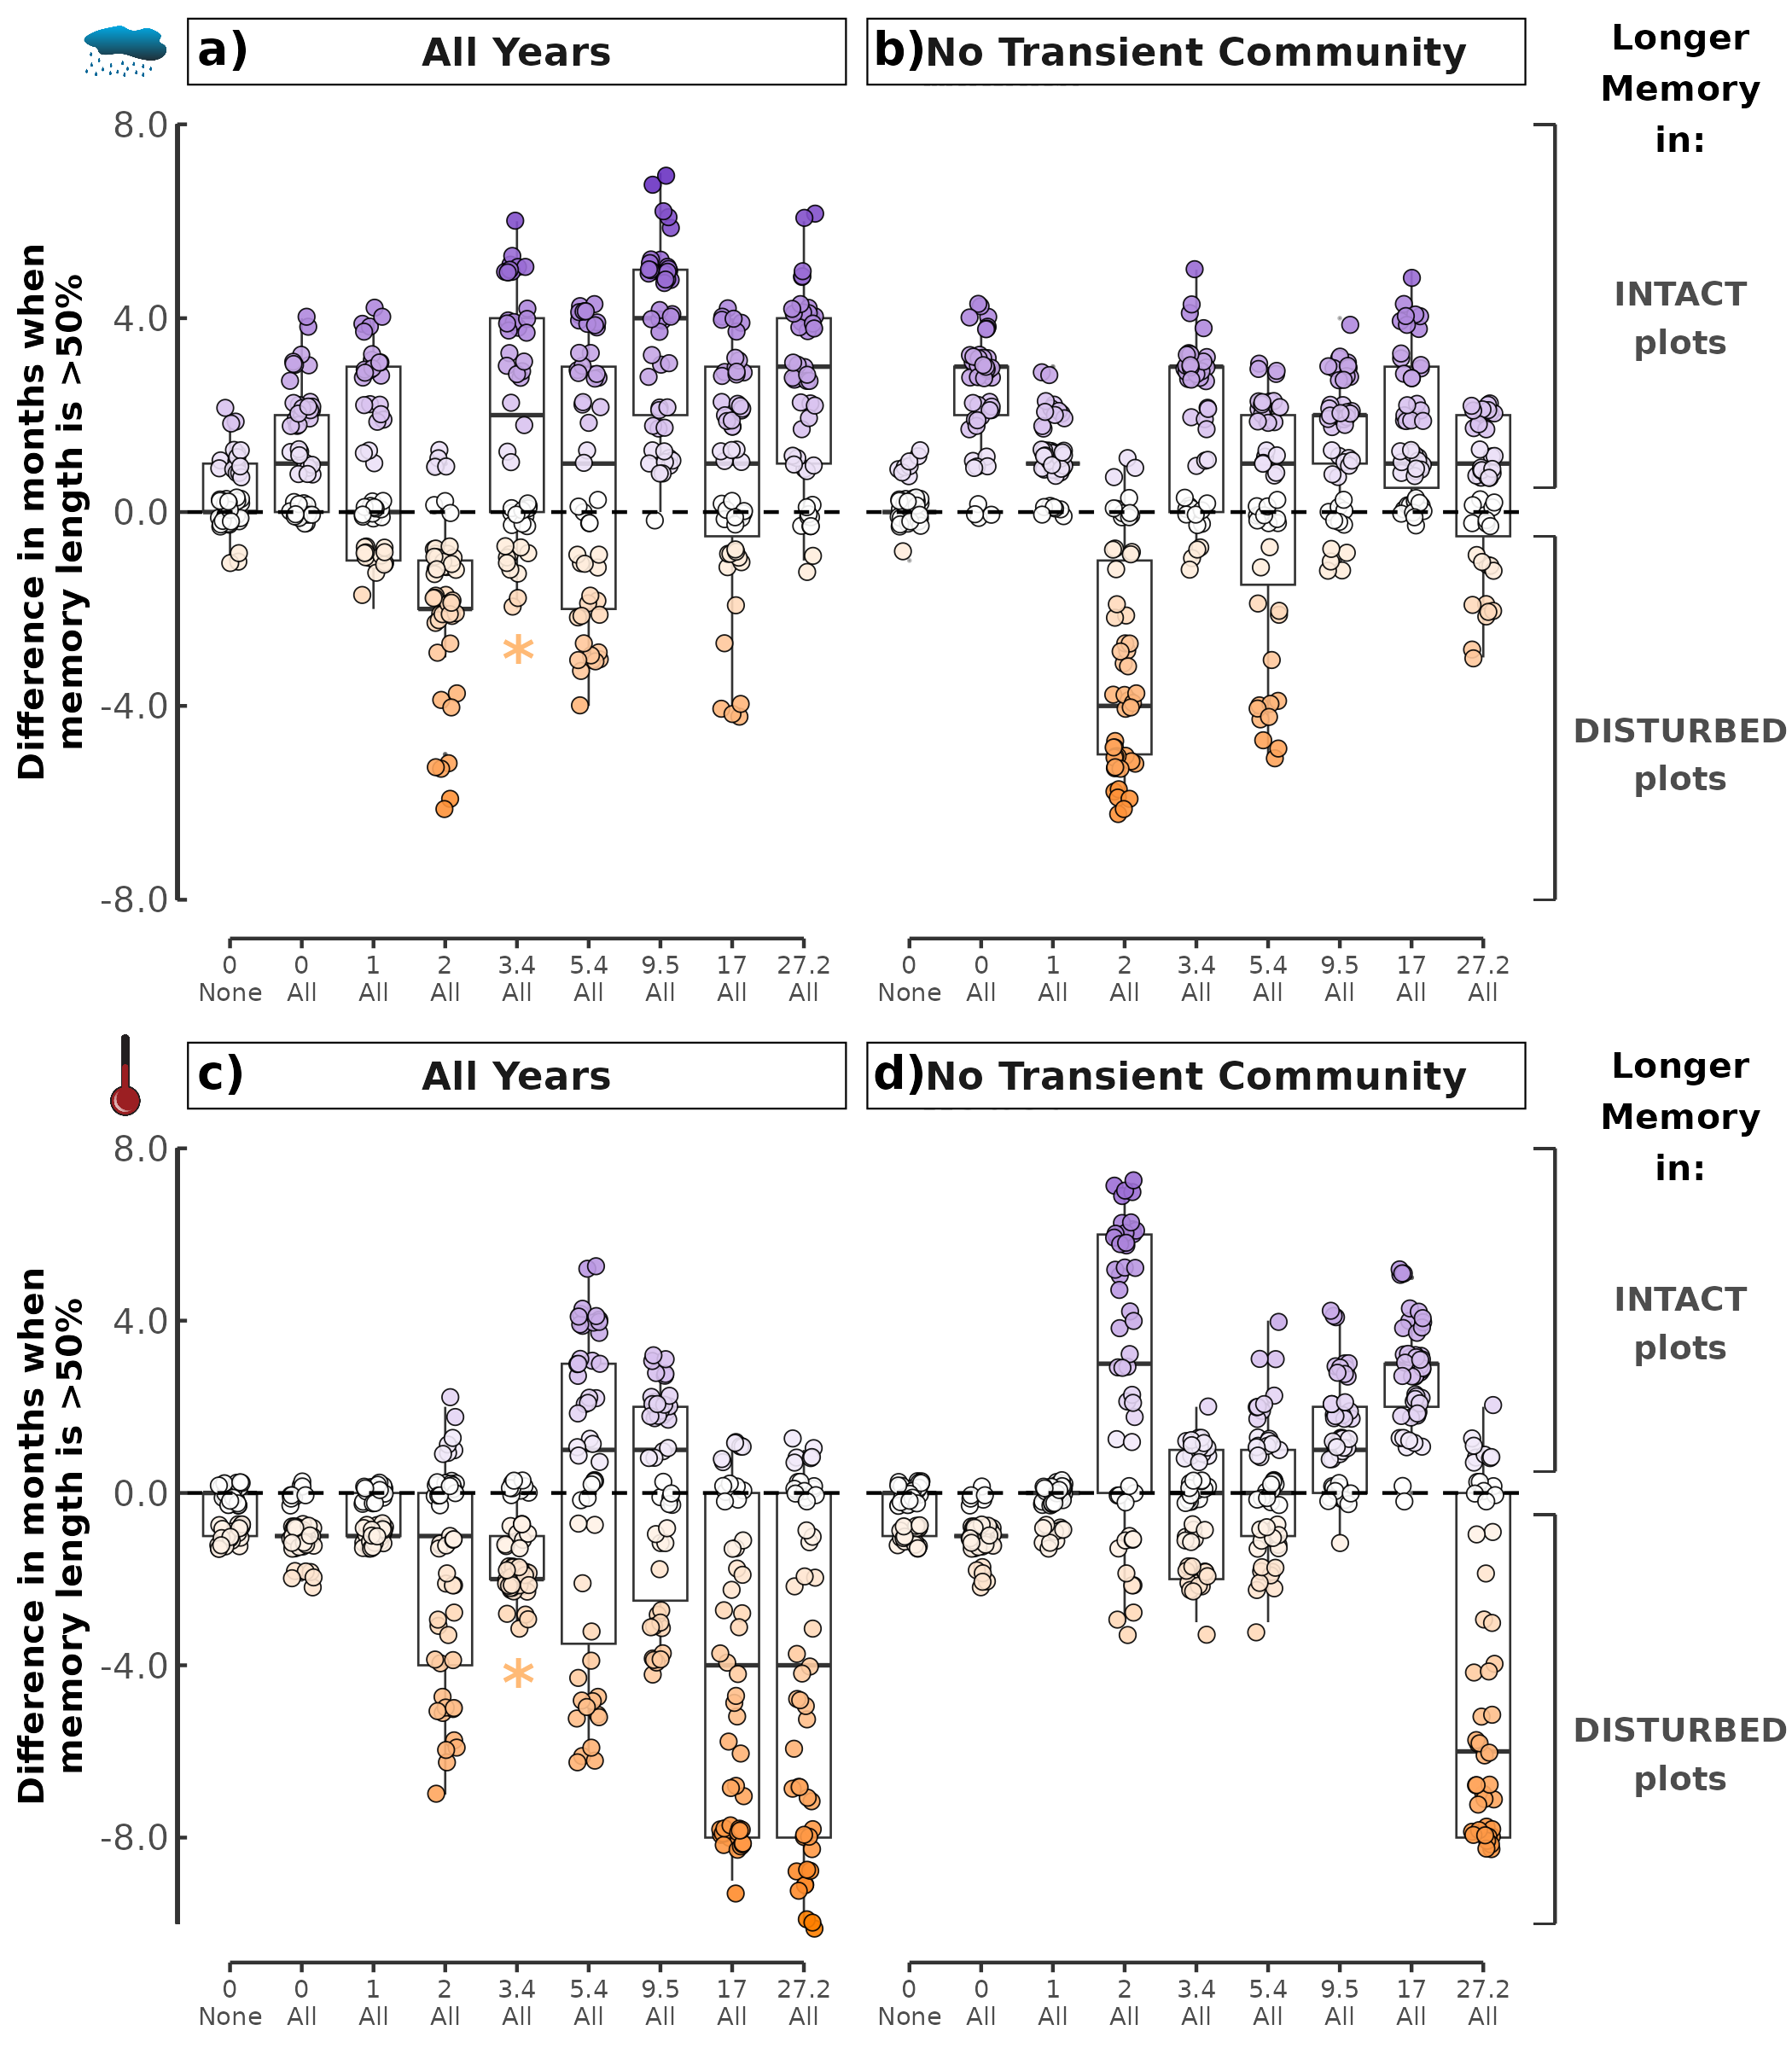 a) All Years
b) No Transient Community
Longer
Memory
in:
Difference in months when
memory length is >50%
8.0
4.0
0.0
-4.0
-8.0
*
INTACT
plots
DISTURBED
plots
0 0 1 2 3.4 5.4 9.5 17 27.2
None All All All All All All All All
0 0 1 2 3.4 5.4 9.5 17 27.2
None All All All All All All All All
c) All Years
d) No Transient Community
Longer
Memory
in:
Difference in months when
memory length is >50%
8.0
4.0
0.0
-4.0
-8.0
*
INTACT
plots
DISTURBED
plots
0 0 1 2 3.4 5.4 9.5 17 27.2
None All All All All All All All All
0 0 1 2 3.4 5.4 9.5 17 27.2
None All All All All All All All All